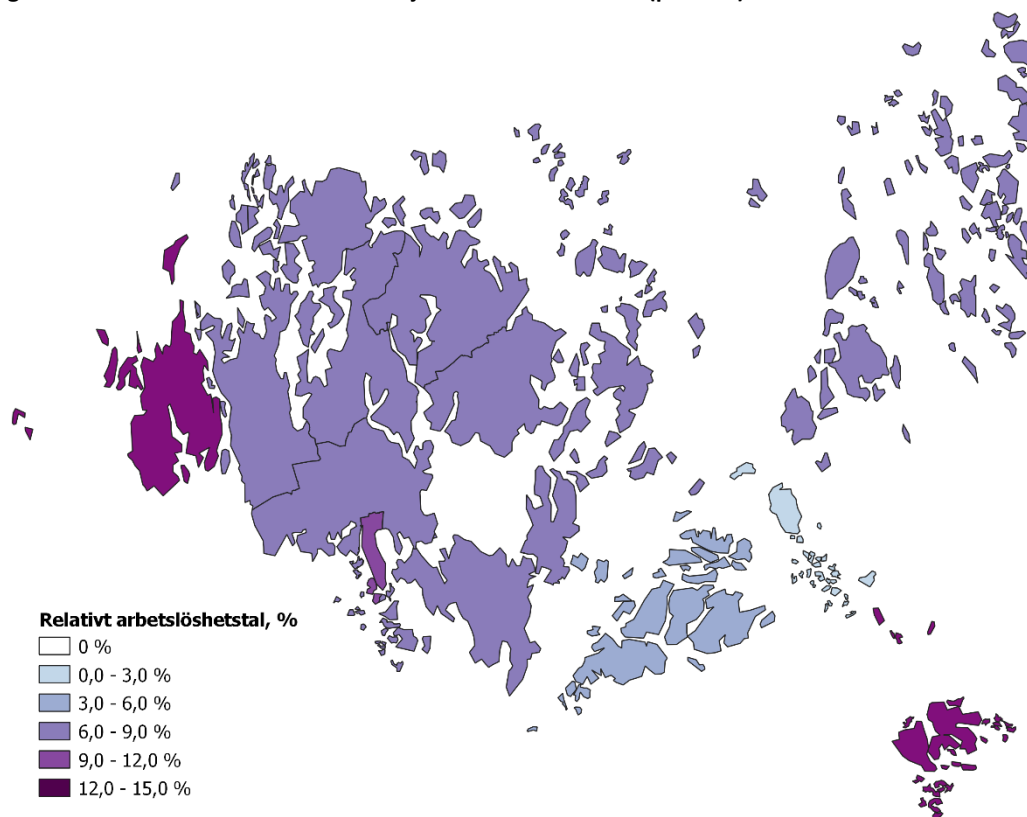 Relativt arbetslöshetstal, %
0 %
0,0 - 3,0 %
3,0 - 6,0 %
6,0 - 9,0 %
9,0 - 12,0 %
12,0 - 15,0 %